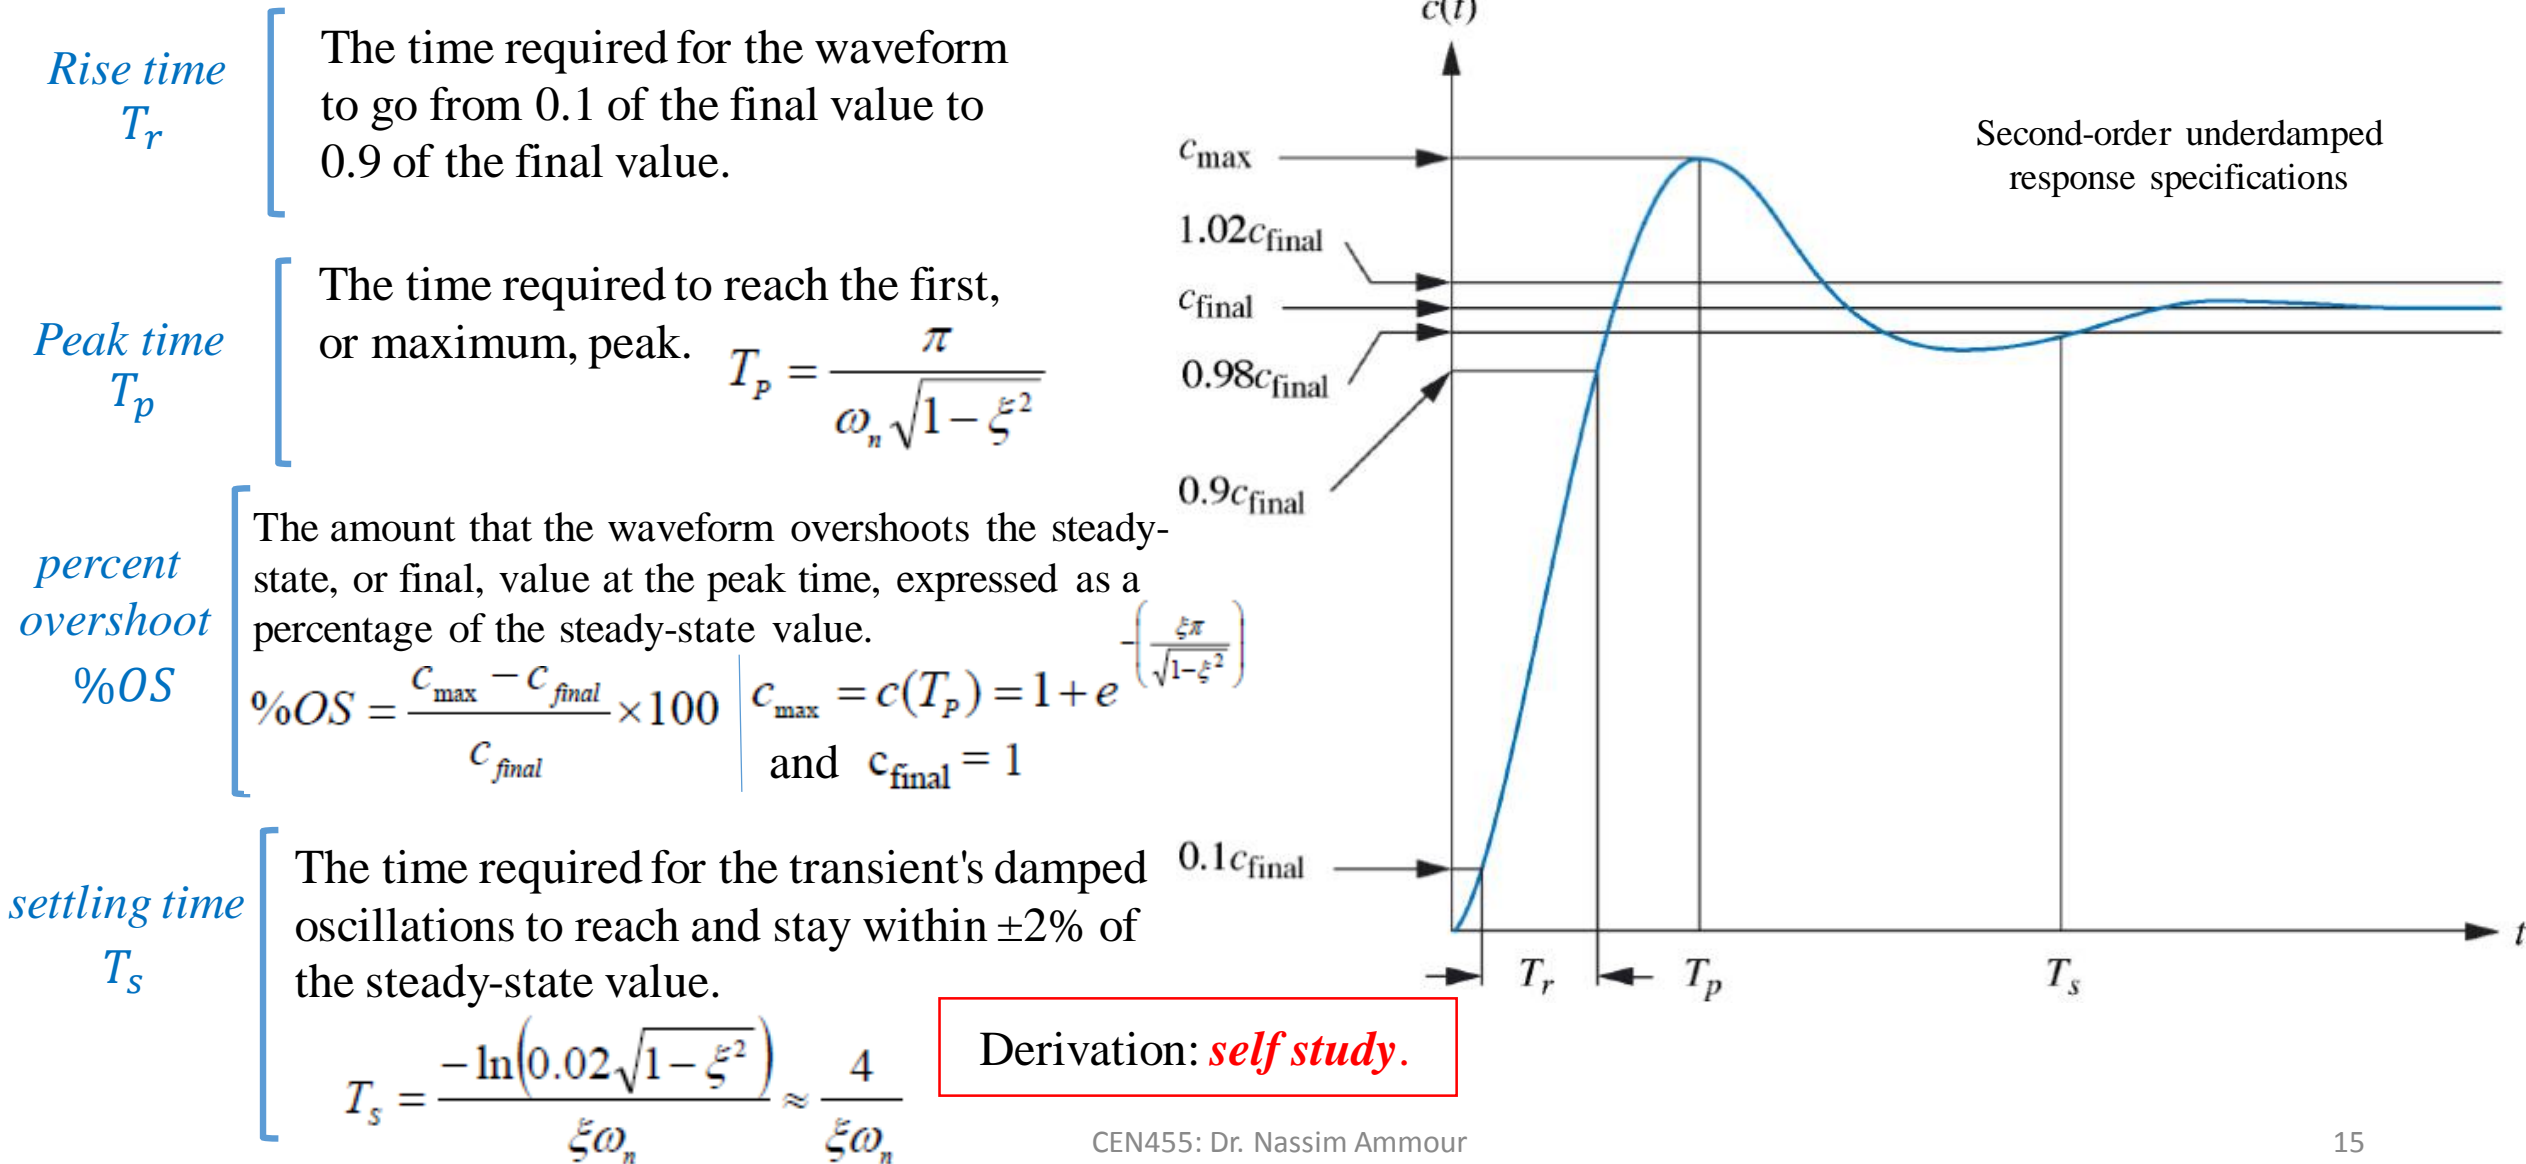 Rise time
T_r
The time required for the waveform
to go from 0.1 of the final value to
0.9 of the final value.
Peak time
T_p
The time required to reach the first,
or maximum, peak.
T_P = π / (ω_n √(1 − ξ²))
percent
overshoot
%OS
The amount that the waveform overshoots the steady-
state, or final, value at the peak time, expressed as a
percentage of the steady-state value.
%OS = (c_max − c_final) / c_final × 100
c_max = c(T_P) = 1 + e^−(ξπ / √(1−ξ²))
and c_final = 1
settling time
T_s
The time required for the transient's damped
oscillations to reach and stay within ±2% of
the steady-state value.
T_S = −ln(0.02√(1 − ξ²)) / (ξω_n) ≈ 4 / (ξω_n)
Derivation: self study.
c(t)
Second-order underdamped
response specifications
c_max
1.02c_final
c_final
0.98c_final
0.9c_final
0.1c_final
t
T_r
T_p
T_s
CEN455: Dr. Nassim Ammour
15